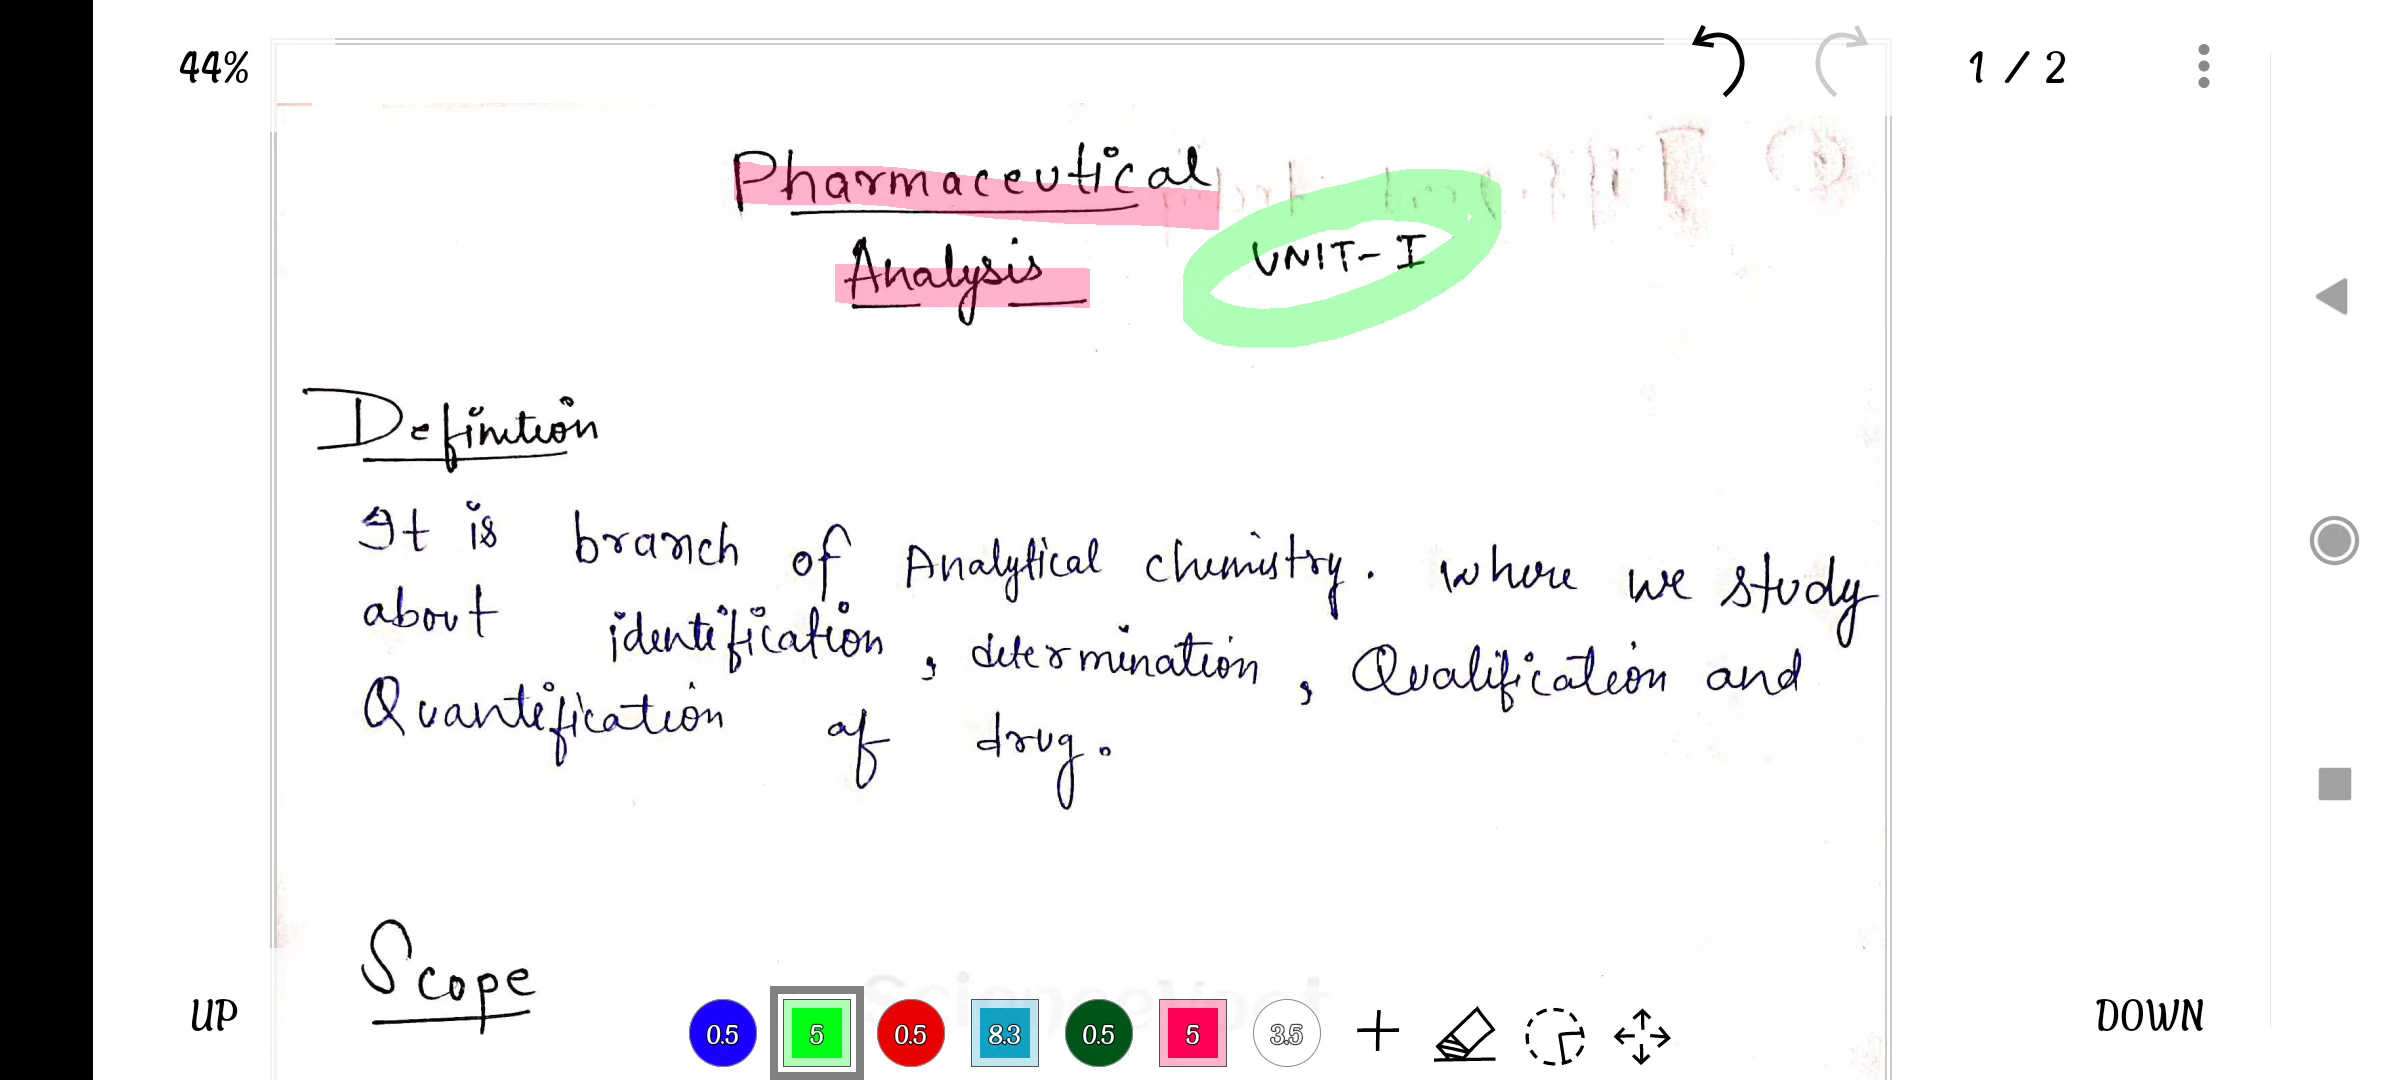 44%
1 / 2
Pharmaceutical
Analysis
UNIT-I
Definition
It is branch of Analytical chemistry. where we study
about identification, determination, Qualification and
Quantification of drug.
Scope
UP
0.5 5 0.5 8.3 0.5 5 3.5
DOWN